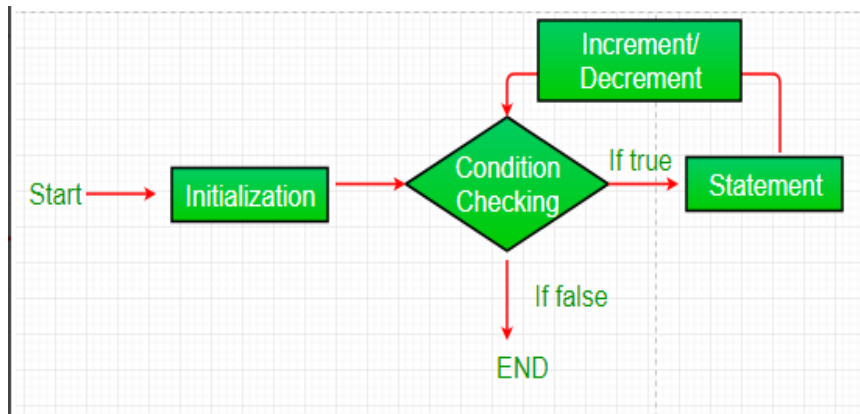 Increment/
Decrement
Start
Initialization
Condition
Checking
If true
Statement
If false
END